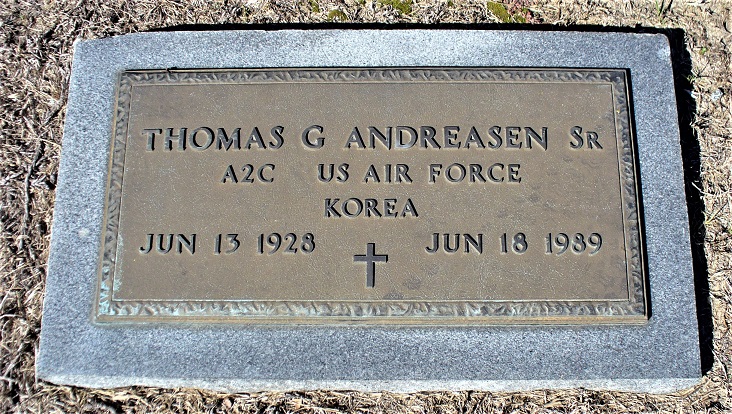 THOMAS G ANDREASEN SR
A2C US AIR FORCE
KOREA
JUN 13 1928 JUN 18 1989